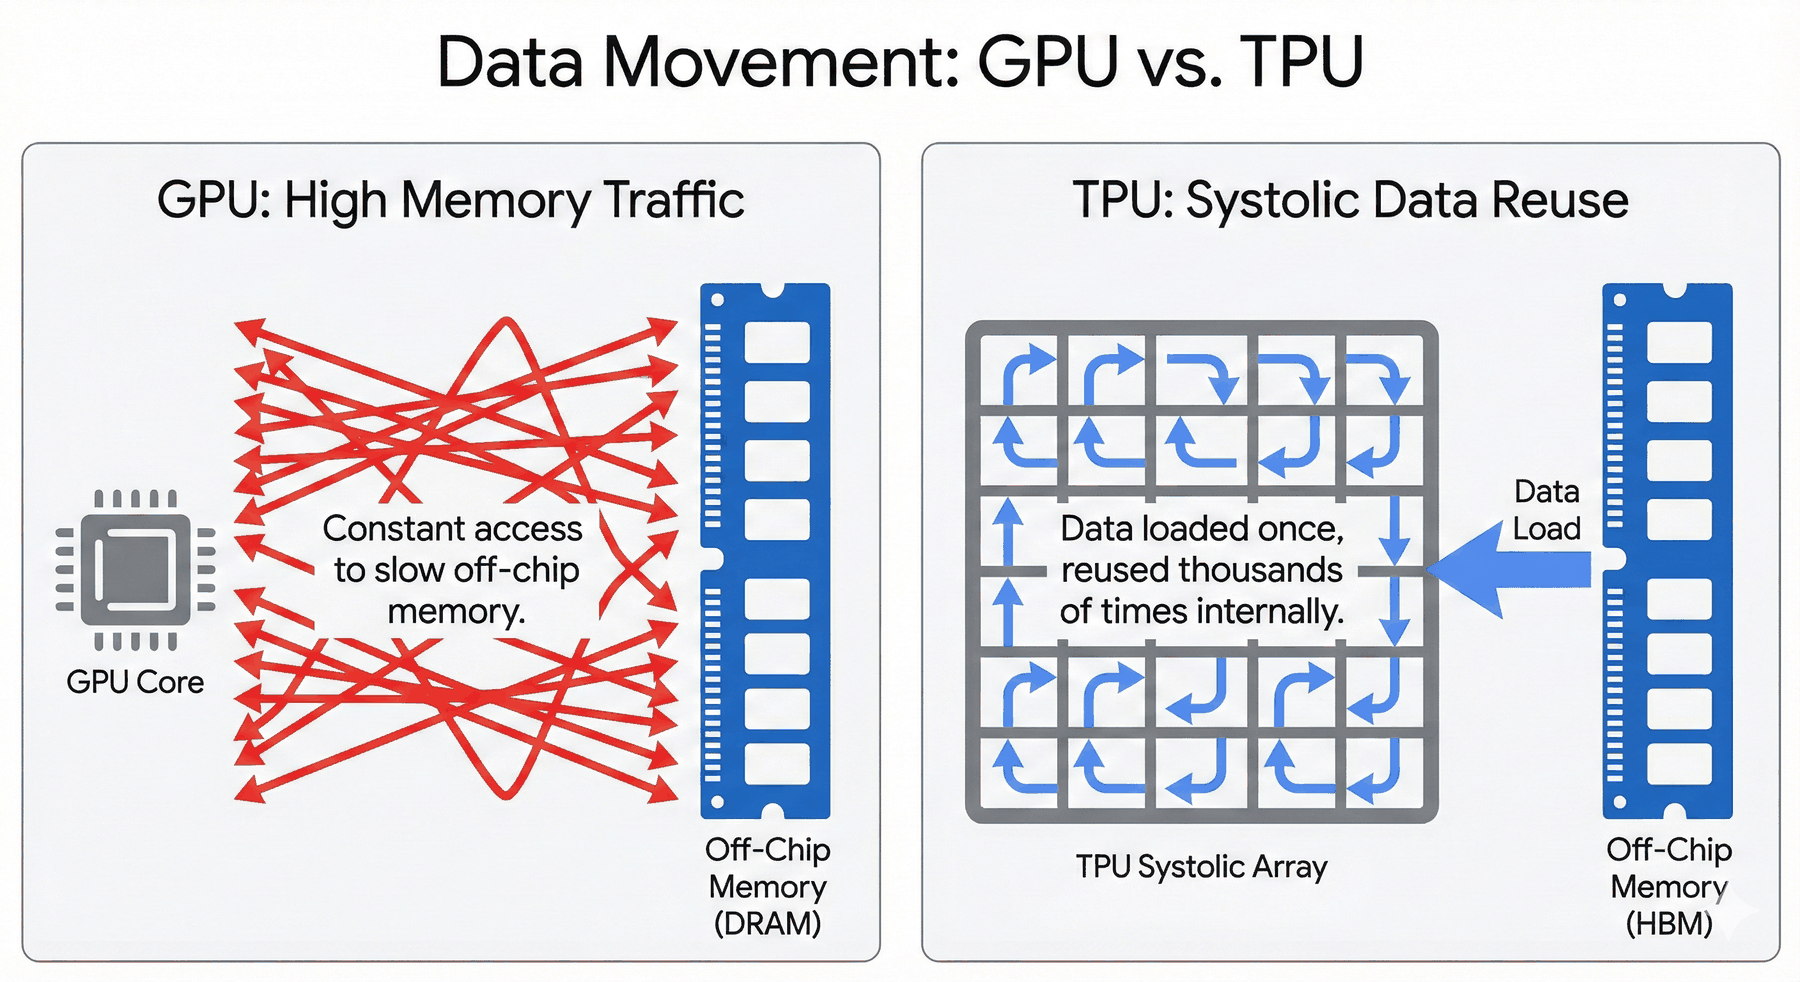 Data Movement: GPU vs. TPU
GPU: High Memory Traffic
Constant access
to slow off-chip
memory.
GPU Core
Off-Chip
Memory
(DRAM)
TPU: Systolic Data Reuse
Data loaded once,
reused thousands
of times internally.
TPU Systolic Array
Data
Load
Off-Chip
Memory
(HBM)